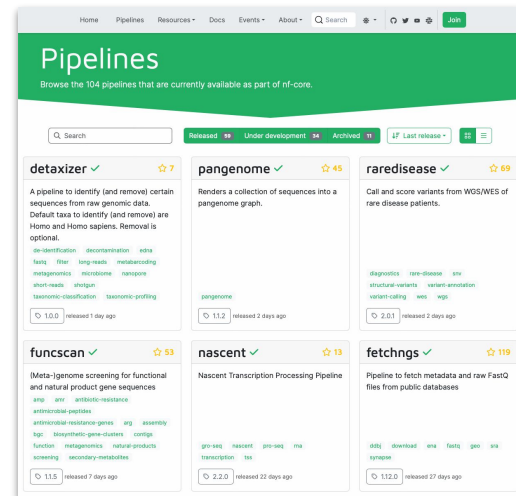 Home Pipelines Resources Docs Events About Search Join
Pipelines
Browse the 104 pipelines that are currently available as part of nf-core.
Search Released 59 Under development 34 Archived 11 Last release
detaxizer 7
A pipeline to identify (and remove) certain
sequences from raw genomic data.
Default taxa to identify (and remove) are
Homo and Homo sapiens. Removal is
optional.
de-identification decontamination edna
fastq filter long-reads metabarcoding
metagenomics microbiome nanopore
short-reads shotgun
taxonomic-classification taxonomic-profiling
1.0.0 released 1 day ago
pangenome 45
Renders a collection of sequences into a
pangenome graph.
pangenome
1.1.2 released 2 days ago
raredisease 69
Call and score variants from WGS/WES of
rare disease patients.
diagnostics rare-disease snv
structural-variants variant-annotation
variant-calling wes wgs
2.0.1 released 2 days ago
funcscan 53
(Meta-)genome screening for functional
and natural product gene sequences
amp amr antibiotic-resistance
antimicrobial-peptides
antimicrobial-resistance-genes arg assembly
bgc biosynthetic-gene-clusters contigs
function metagenomics natural-products
screening secondary-metabolites
1.1.5 released 7 days ago
nascent 13
Nascent Transcription Processing Pipeline
gro-seq nascent pro-seq rna
transcription tss
2.2.0 released 22 days ago
fetchngs 119
Pipeline to fetch metadata and raw FastQ
files from public databases
ddbj download ena fastq geo sra
synapse
1.12.0 released 27 days ago